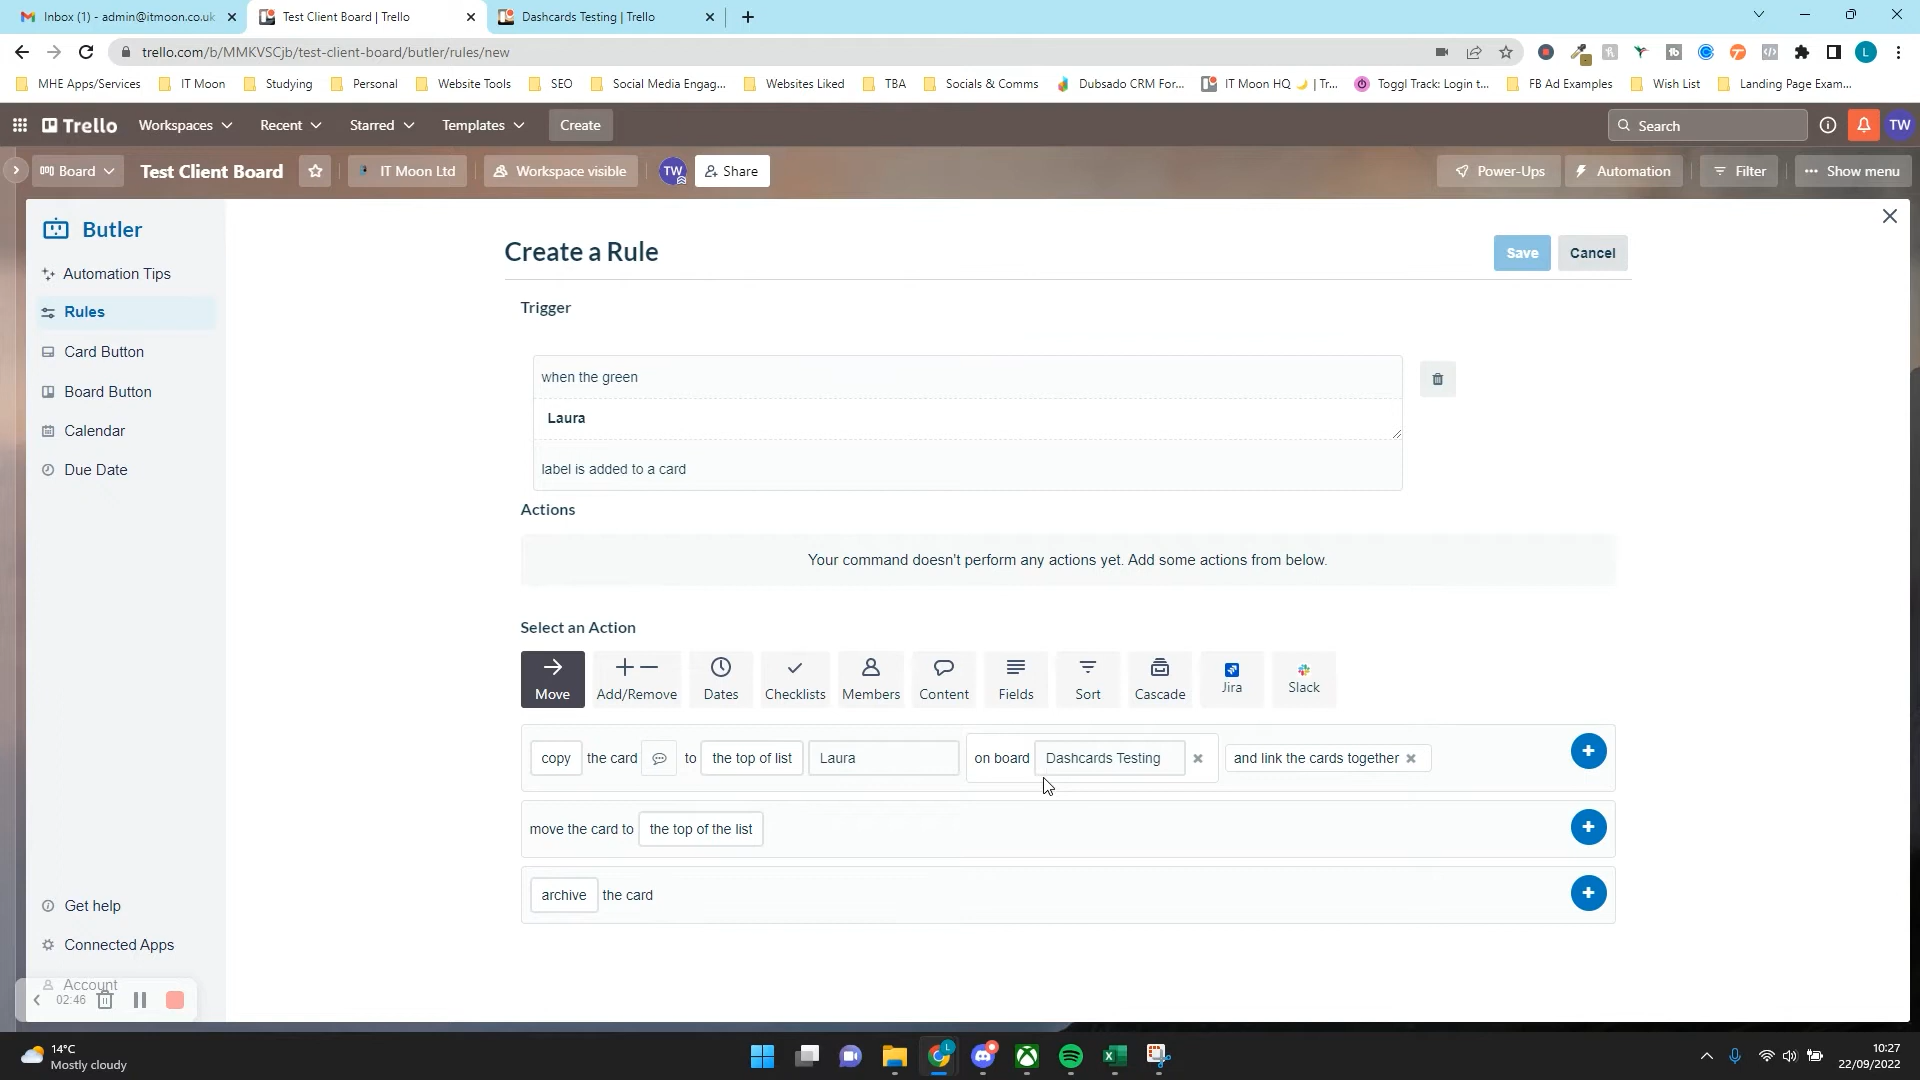 Inbox (1) - admin@itmoon.co.uk
Test Client Board | Trello
Dashcards Testing | Trello
trello.com/b/MMKVSCjb/test-client-board/butler/rules/new
L
MHE Apps/Services
IT Moon
Studying
Personal
Website Tools
SEO
Social Media Engag...
Websites Liked
TBA
Socials & Comms
Dubsado CRM For...
IT Moon HQ 🌙 | Tr...
Toggl Track: Login t...
FB Ad Examples
Wish List
Landing Page Exam...
Trello
Workspaces
Recent
Starred
Templates
Create
Search
TW
Board
Test Client Board
IT Moon Ltd
Workspace visible
TW
Share
Power-Ups
Automation
Filter
Show menu
Butler
Automation Tips
Rules
Card Button
Board Button
Calendar
Due Date
Get help
Connected Apps
Account
02:46
Create a Rule
Save
Cancel
Trigger
when the green
Laura
label is added to a card
Actions
Your command doesn't perform any actions yet. Add some actions from below.
Select an Action
Move
Add/Remove
Dates
Checklists
Members
Content
Fields
Sort
Cascade
Jira
Slack
copy the card to the top of list Laura on board Dashcards Testing and link the cards together
move the card to the top of the list
archive the card
14°C
Mostly cloudy
10:27
22/09/2022